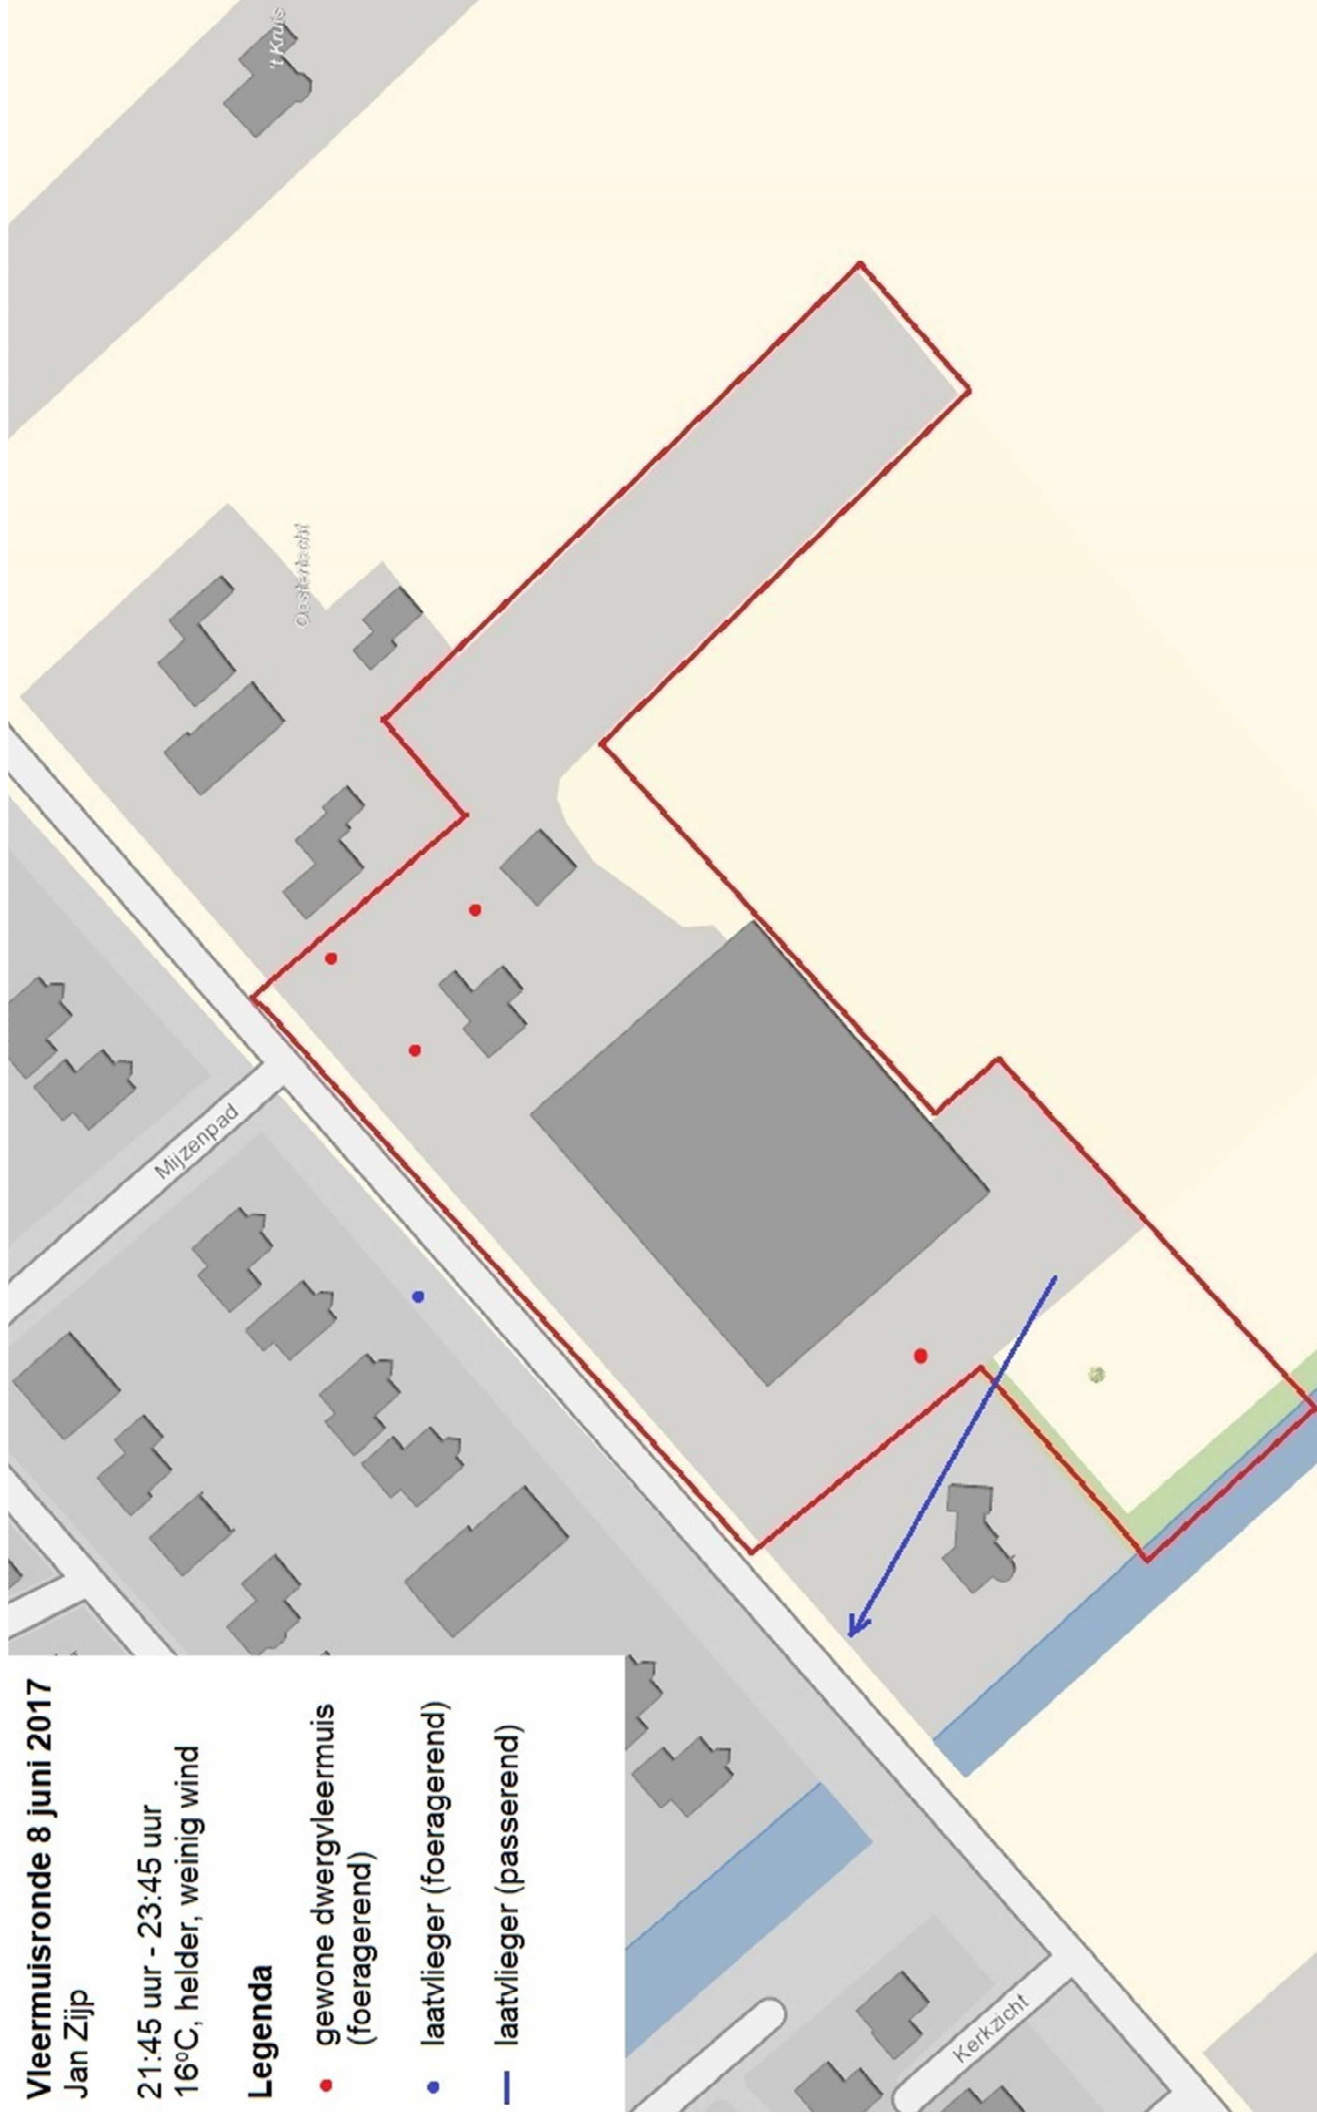 Vleermuisronde 8 juni 2017
Jan Zijp
21:45 uur - 23:45 uur
16ºC, helder, weinig wind
Legenda
gewone dwergvleermuis
(foeragerend)
laatvlieger (foeragerend)
laatvlieger (passerend)
't Kruis
Mijzenpad
Kerkzicht